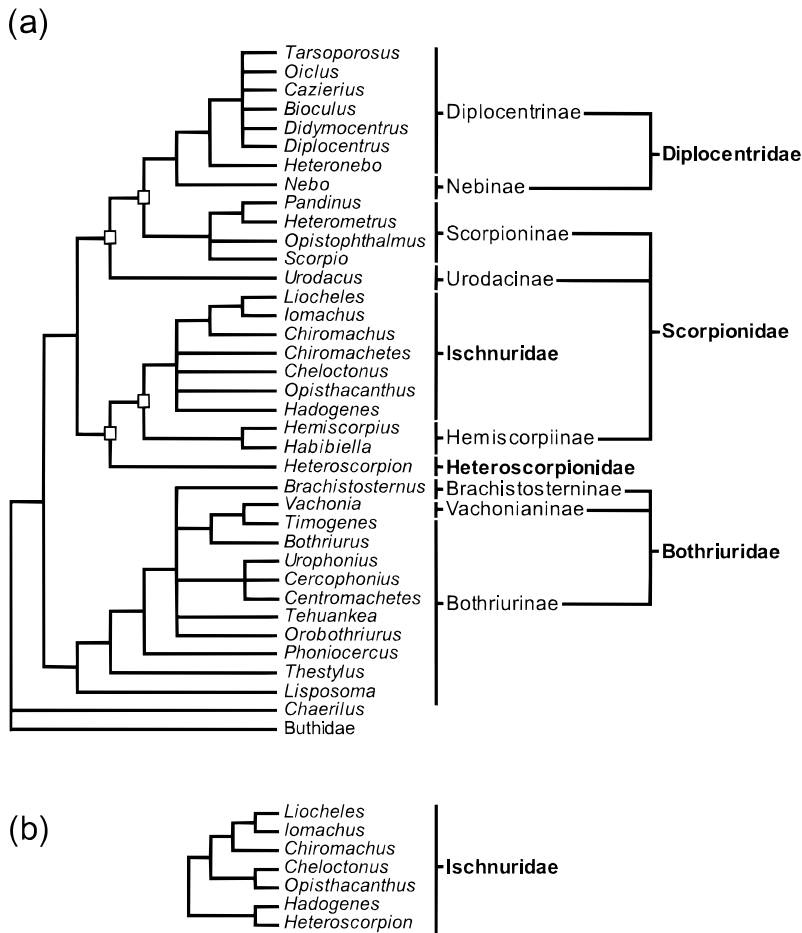 (a)
Tarsoporosus
Oiclus
Cazierius
Bioculus
Didymocentrus
Diplocentrus
Heteronebo
Nebo
Pandinus
Heterometrus
Opistophthalmus
Scorpio
Urodacus
Liocheles
Iomachus
Chiromachus
Chiromachetes
Cheloctonus
Opisthacanthus
Hadogenes
Hemiscorpius
Habibiella
Heteroscorpion
Brachistosternus
Vachonia
Timogenes
Bothriurus
Urophonius
Cercophonius
Centromachetes
Tehuankea
Orobothriurus
Phoniocercus
Thestylus
Lisposoma
Chaerilus
Buthidae
Diplocentrinae
Nebinae
Scorpioninae
Urodacinae
Ischnuridae
Hemiscorpiinae
Heteroscorpionidae
Brachistosterninae
Vachonianinae
Bothriurinae
Diplocentridae
Scorpionidae
Bothriuridae
(b)
Liocheles
Iomachus
Chiromachus
Cheloctonus
Opisthacanthus
Hadogenes
Heteroscorpion
Ischnuridae